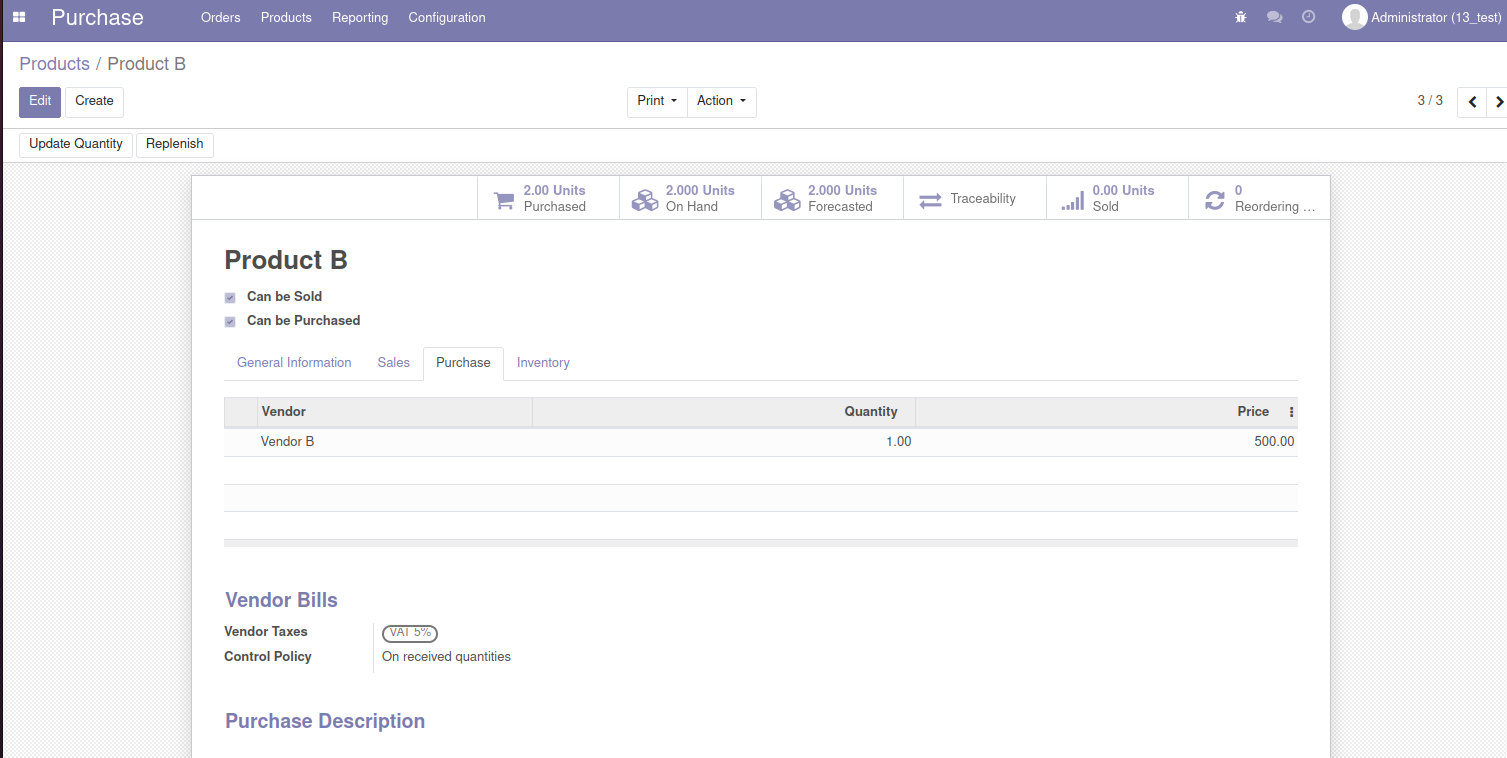 Purchase Orders Products Reporting Configuration Administrator (13_test)
Products / Product B
Edit Create Print Action 3 / 3
Update Quantity Replenish
2.00 Units 2.000 Units 2.000 Units Traceability 0.00 Units 0
Purchased On Hand Forecasted Sold Reordering ...
Product B
Can be Sold
Can be Purchased
General Information Sales Purchase Inventory
Vendor Quantity Price
Vendor B 1.00 500.00
Vendor Bills
Vendor Taxes VAT 5%
Control Policy On received quantities
Purchase Description